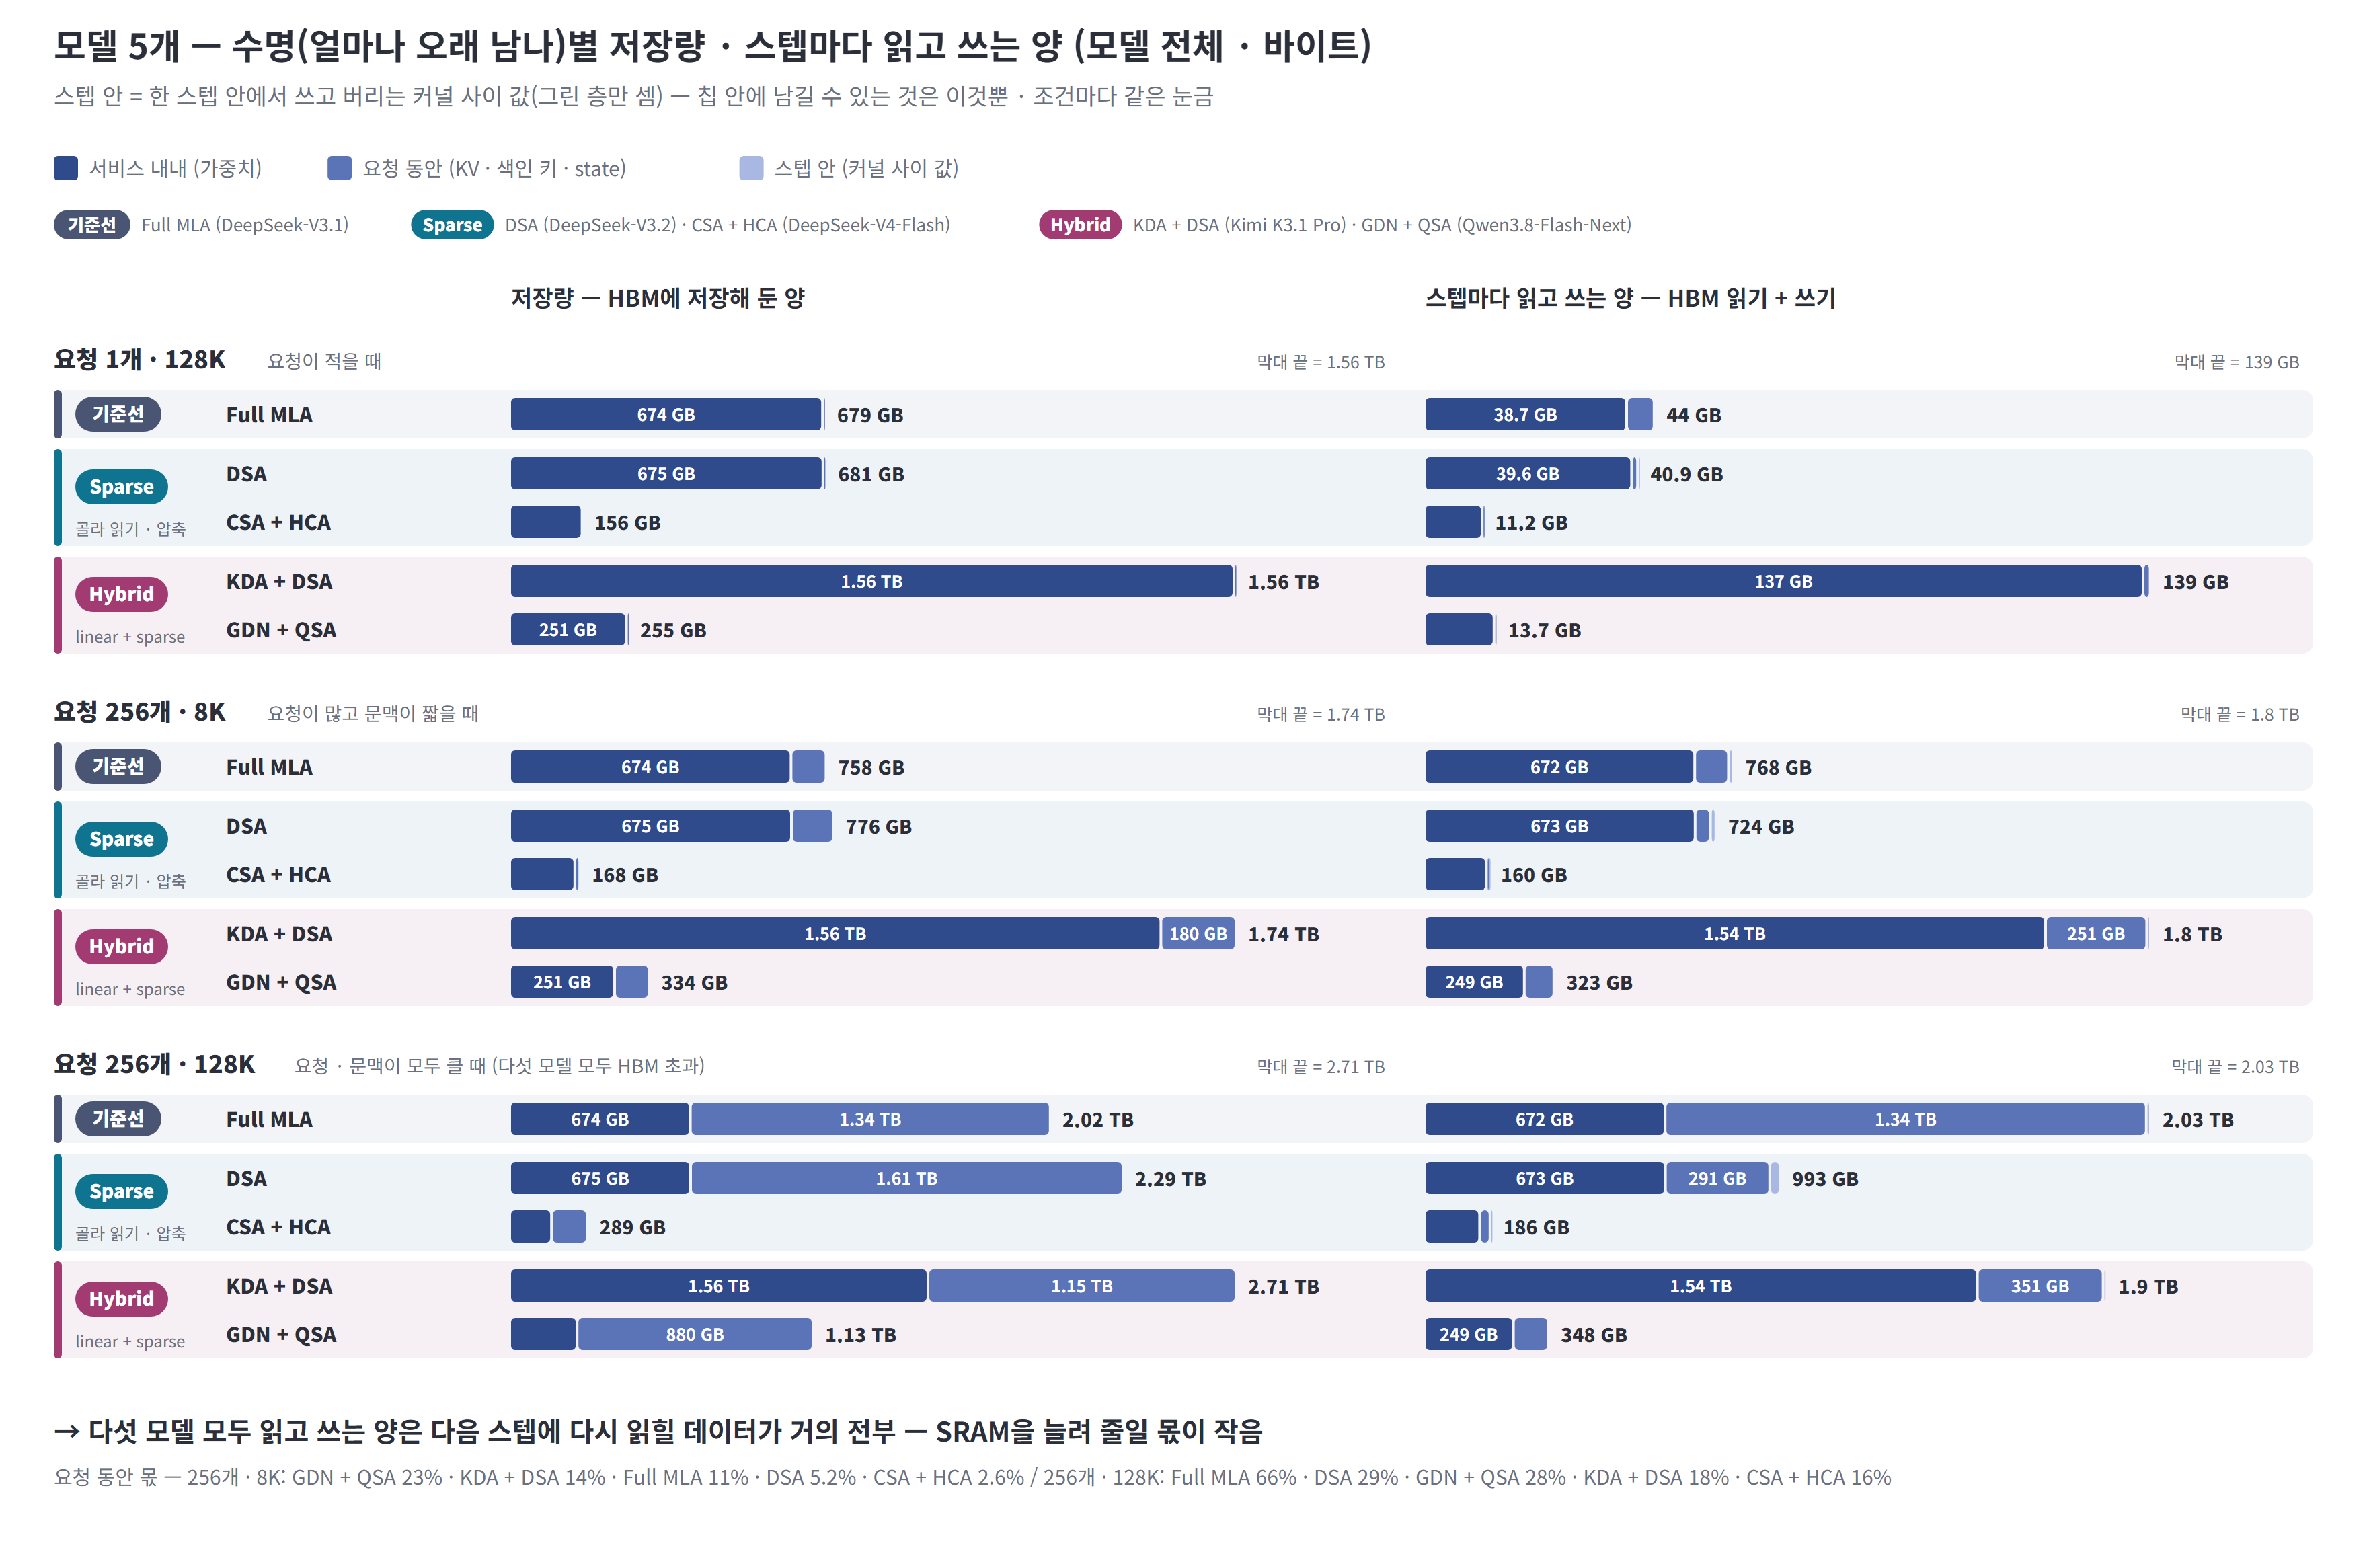 모델 5개 — 수명(얼마나 오래 남나)별 저장량 · 스텝마다 읽고 쓰는 양 (모델 전체 · 바이트)
스텝 안 = 한 스텝 안에서 쓰고 버리는 커널 사이 값(그린 층만 셈) — 칩 안에 남길 수 있는 것은 이것뿐 · 조건마다 같은 눈금
서비스 내내 (가중치) 요청 동안 (KV · 색인 키 · state) 스텝 안 (커널 사이 값)
기준선 Full MLA (DeepSeek-V3.1) Sparse DSA (DeepSeek-V3.2) · CSA + HCA (DeepSeek-V4-Flash) Hybrid KDA + DSA (Kimi K3.1 Pro) · GDN + QSA (Qwen3.8-Flash-Next)
저장량 — HBM에 저장해 둔 양 스텝마다 읽고 쓰는 양 — HBM 읽기 + 쓰기
요청 1개 · 128K 요청이 적을 때 막대 끝 = 1.56 TB 막대 끝 = 139 GB
기준선 Full MLA 674 GB 679 GB 38.7 GB 44 GB
Sparse DSA 675 GB 681 GB 39.6 GB 40.9 GB
골라 읽기 · 압축 CSA + HCA 156 GB 11.2 GB
Hybrid KDA + DSA 1.56 TB 1.56 TB 137 GB 139 GB
linear + sparse GDN + QSA 251 GB 255 GB 13.7 GB
요청 256개 · 8K 요청이 많고 문맥이 짧을 때 막대 끝 = 1.74 TB 막대 끝 = 1.8 TB
기준선 Full MLA 674 GB 758 GB 672 GB 768 GB
Sparse DSA 675 GB 776 GB 673 GB 724 GB
골라 읽기 · 압축 CSA + HCA 168 GB 160 GB
Hybrid KDA + DSA 1.56 TB 180 GB 1.74 TB 1.54 TB 251 GB 1.8 TB
linear + sparse GDN + QSA 251 GB 334 GB 249 GB 323 GB
요청 256개 · 128K 요청 · 문맥이 모두 클 때 (다섯 모델 모두 HBM 초과) 막대 끝 = 2.71 TB 막대 끝 = 2.03 TB
기준선 Full MLA 674 GB 1.34 TB 2.02 TB 672 GB 1.34 TB 2.03 TB
Sparse DSA 675 GB 1.61 TB 2.29 TB 673 GB 291 GB 993 GB
골라 읽기 · 압축 CSA + HCA 289 GB 186 GB
Hybrid KDA + DSA 1.56 TB 1.15 TB 2.71 TB 1.54 TB 351 GB 1.9 TB
linear + sparse GDN + QSA 880 GB 1.13 TB 249 GB 348 GB
→ 다섯 모델 모두 읽고 쓰는 양은 다음 스텝에 다시 읽힐 데이터가 거의 전부 — SRAM을 늘려 줄일 몫이 작음
요청 동안 몫 — 256개 · 8K: GDN + QSA 23% · KDA + DSA 14% · Full MLA 11% · DSA 5.2% · CSA + HCA 2.6% / 256개 · 128K: Full MLA 66% · DSA 29% · GDN + QSA 28% · KDA + DSA 18% · CSA + HCA 16%